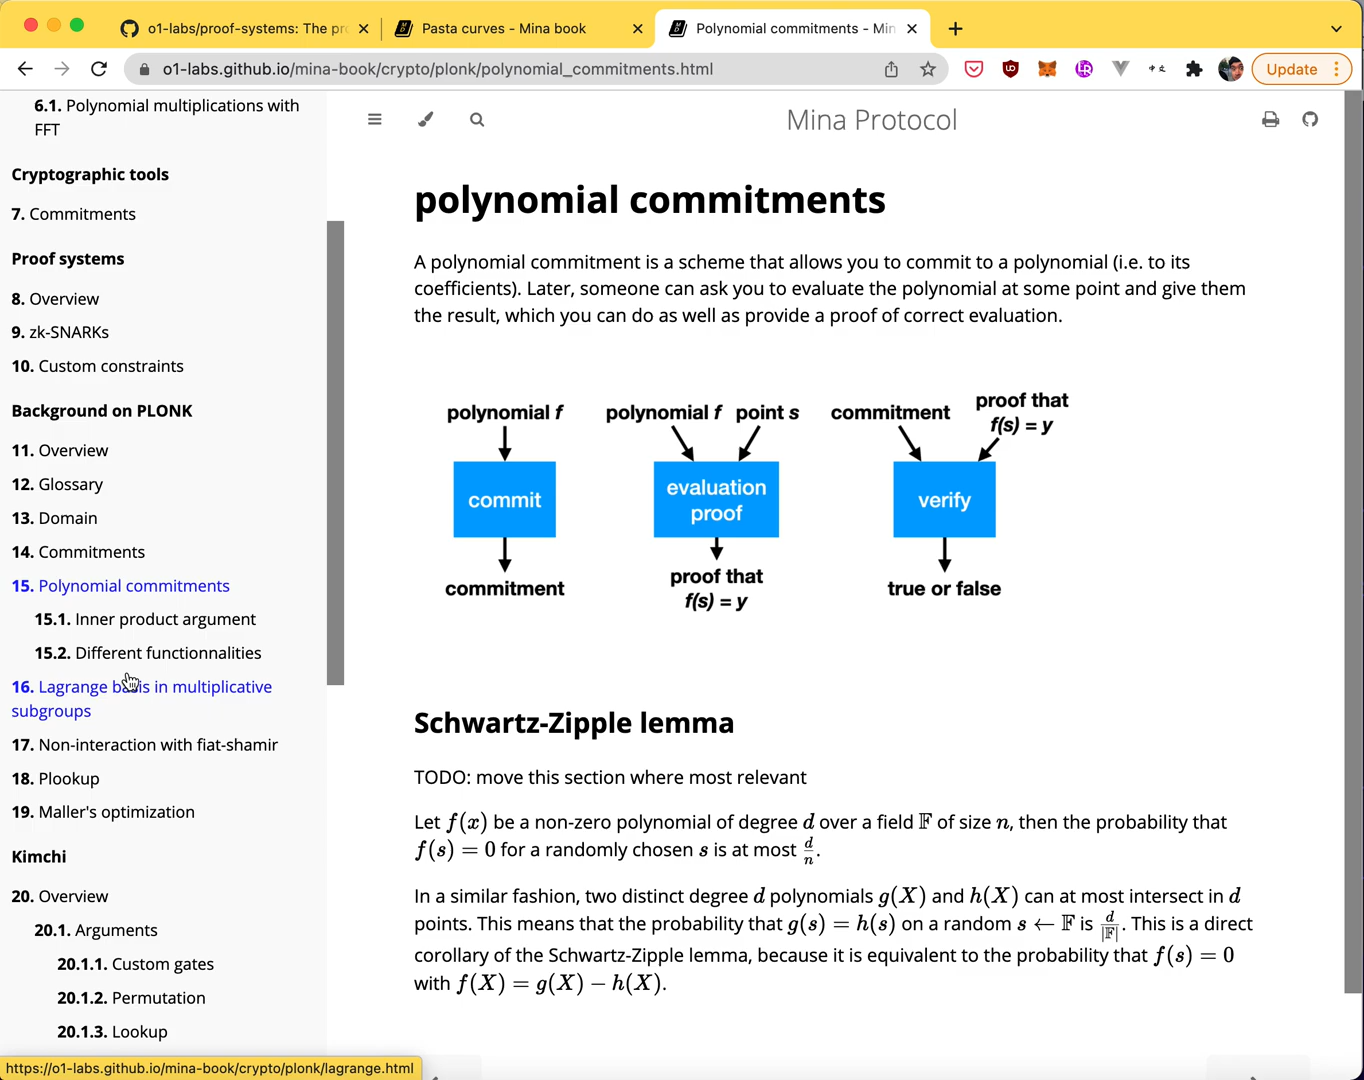 o1-labs/proof-systems: The pr
Pasta curves - Mina book
Polynomial commitments - Min
o1-labs.github.io/mina-book/crypto/plonk/polynomial_commitments.html
Update
6.1. Polynomial multiplications with
FFT
Cryptographic tools
7. Commitments
Proof systems
8. Overview
9. zk-SNARKs
10. Custom constraints
Background on PLONK
11. Overview
12. Glossary
13. Domain
14. Commitments
15. Polynomial commitments
15.1. Inner product argument
15.2. Different functionnalities
16. Lagrange basis in multiplicative
subgroups
17. Non-interaction with fiat-shamir
18. Plookup
19. Maller's optimization
Kimchi
20. Overview
20.1. Arguments
20.1.1. Custom gates
20.1.2. Permutation
20.1.3. Lookup
https://o1-labs.github.io/mina-book/crypto/plonk/lagrange.html
Mina Protocol
polynomial commitments
A polynomial commitment is a scheme that allows you to commit to a polynomial (i.e. to its
coefficients). Later, someone can ask you to evaluate the polynomial at some point and give them
the result, which you can do as well as provide a proof of correct evaluation.
polynomial f
commit
commitment
polynomial f point s
evaluation
proof
proof that
f(s) = y
commitment
proof that
f(s) = y
verify
true or false
Schwartz-Zipple lemma
TODO: move this section where most relevant
Let f(x) be a non-zero polynomial of degree d over a field 𝔽 of size n, then the probability that
f(s) = 0 for a randomly chosen s is at most d/n.
In a similar fashion, two distinct degree d polynomials g(X) and h(X) can at most intersect in d
points. This means that the probability that g(s) = h(s) on a random s ← 𝔽 is d/|𝔽|. This is a direct
corollary of the Schwartz-Zipple lemma, because it is equivalent to the probability that f(s) = 0
with f(X) = g(X) − h(X).